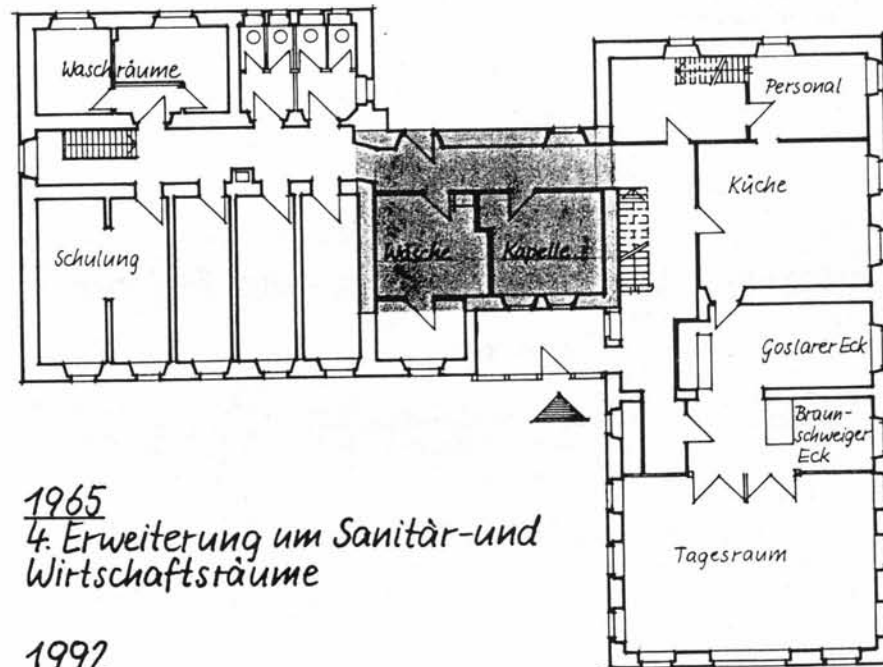 Waschräume
Personal
Küche
Schulung
Wäsche
Kapelle
Goslarer Eck
Braun-
schweiger
Eck
Tagesraum
1965
4. Erweiterung um Sanitär-und
Wirtschaftsräume
1992